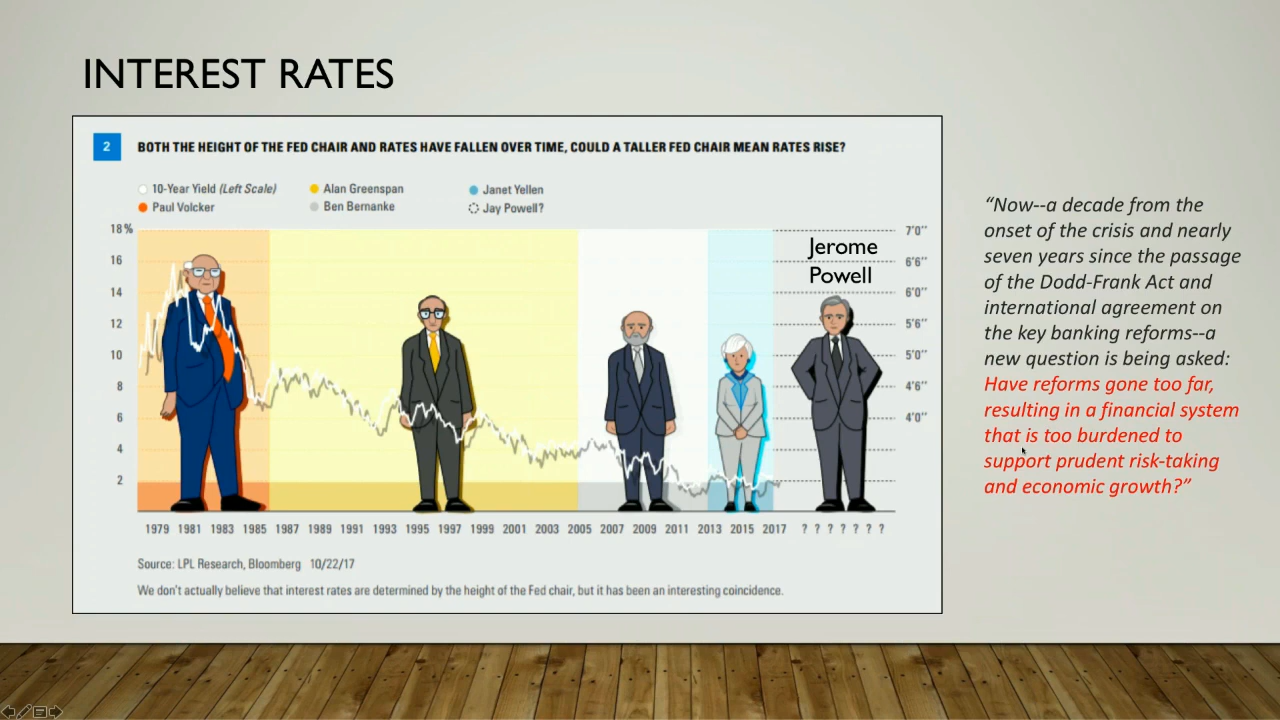 INTEREST RATES
2
BOTH THE HEIGHT OF THE FED CHAIR AND RATES HAVE FALLEN OVER TIME, COULD A TALLER FED CHAIR MEAN RATES RISE?
10-Year Yield (Left Scale)
Alan Greenspan
Janet Yellen
Paul Volcker
Ben Bernanke
Jay Powell?
18%
16
14
12
10
8
6
4
2
Jerome
Powell
7'0''
6'6''
6'0''
5'6''
5'0''
4'6''
4'0''
1979 1981 1983 1985 1987 1989 1991 1993 1995 1997 1999 2001 2003 2005 2007 2009 2011 2013 2015 2017 ? ? ? ? ? ? ?
Source: LPL Research, Bloomberg 10/22/17
We don't actually believe that interest rates are determined by the height of the Fed chair, but it has been an interesting coincidence.
“Now--a decade from the
onset of the crisis and nearly
seven years since the passage
of the Dodd-Frank Act and
international agreement on
the key banking reforms--a
new question is being asked:
Have reforms gone too far,
resulting in a financial system
that is too burdened to
support prudent risk-taking
and economic growth?”